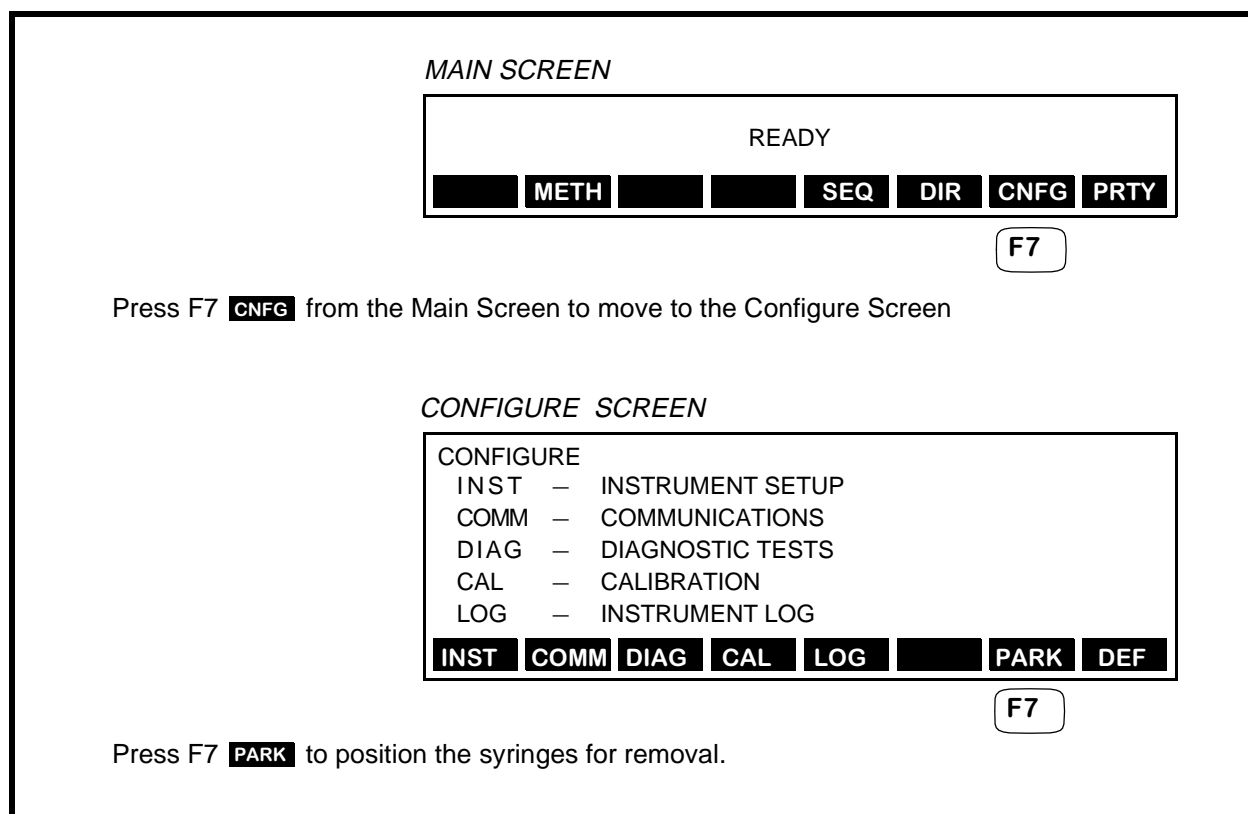 MAIN SCREEN
READY
METH SEQ DIR CNFG PRTY
F7
Press F7 CNFG from the Main Screen to move to the Configure Screen
CONFIGURE SCREEN
CONFIGURE
INST — INSTRUMENT SETUP
COMM — COMMUNICATIONS
DIAG — DIAGNOSTIC TESTS
CAL — CALIBRATION
LOG — INSTRUMENT LOG
INST COMM DIAG CAL LOG PARK DEF
F7
Press F7 PARK to position the syringes for removal.